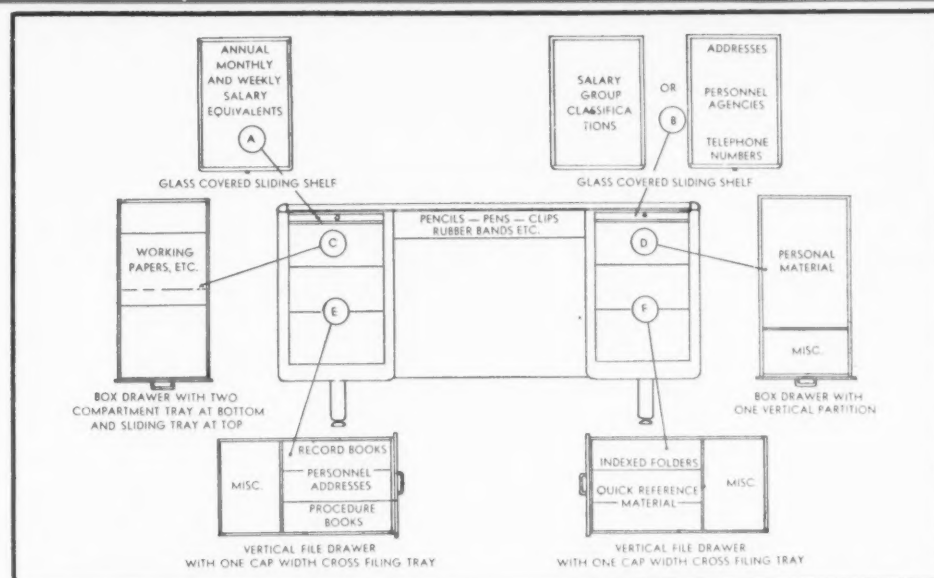 ANNUAL
MONTHLY
AND WEEKLY
SALARY
EQUIVALENTS
A
GLASS COVERED SLIDING SHELF
SALARY
GROUP
CLASSIFICA
TIONS
OR
B
ADDRESSES
PERSONNEL
AGENCIES
TELEPHONE
NUMBERS
GLASS COVERED SLIDING SHELF
PENCILS — PENS — CLIPS
RUBBER BANDS ETC.
C
D
E
F
WORKING
PAPERS, ETC.
BOX DRAWER WITH TWO
COMPARTMENT TRAY AT BOTTOM
AND SLIDING TRAY AT TOP
PERSONAL
MATERIAL
MISC.
BOX DRAWER WITH
ONE VERTICAL PARTITION
MISC.
RECORD BOOKS
PERSONNEL
ADDRESSES
PROCEDURE
BOOKS
VERTICAL FILE DRAWER
WITH ONE CAP WIDTH CROSS FILING TRAY
INDEXED FOLDERS
QUICK REFERENCE
MATERIAL
MISC.
VERTICAL FILE DRAWER
WITH ONE CAP WIDTH CROSS FILING TRAY